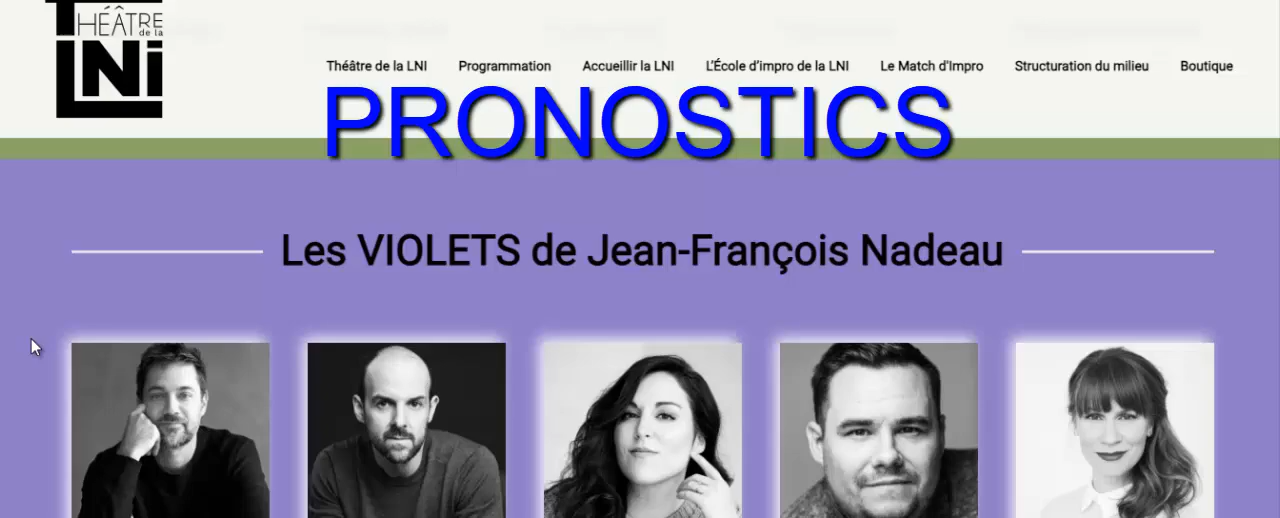 THÉÂTRE
de la
LNi
Théâtre de la LNI Programmation Accueillir la LNI L'École d'impro de la LNI Le Match d'Impro Structuration du milieu Boutique
PRONOSTICS
Les VIOLETS de Jean-François Nadeau